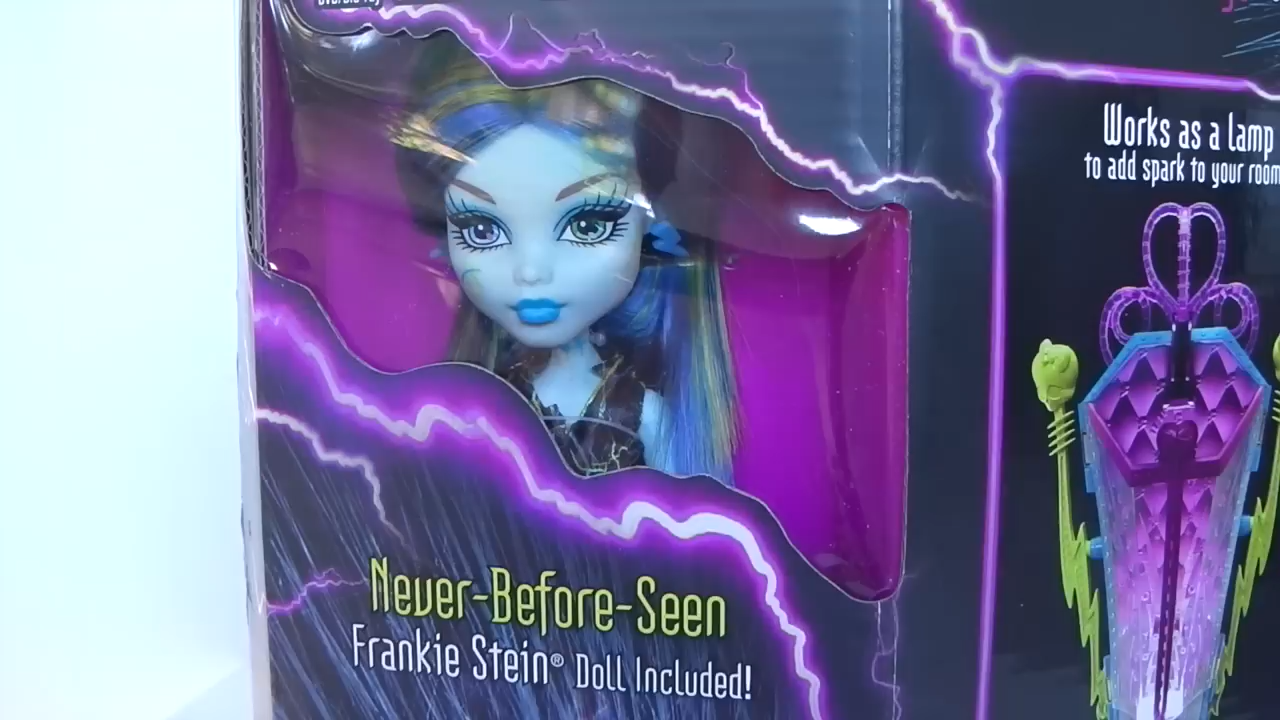 Works as a lamp
to add spark to your room
Never-Before-Seen
Frankie Stein® Doll Included!